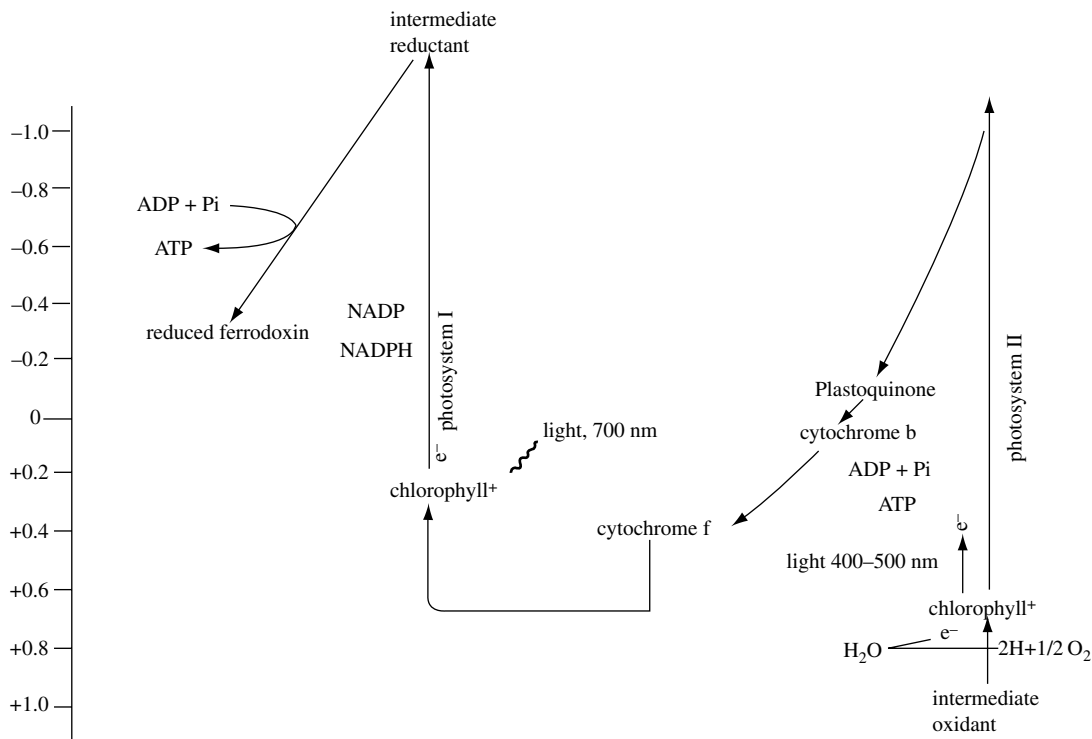 intermediate
reductant
–1.0
–0.8
–0.6
–0.4
–0.2
0
+0.2
+0.4
+0.6
+0.8
+1.0
ADP + Pi
ATP
reduced ferrodoxin
NADP
NADPH
e– photosystem I
light, 700 nm
chlorophyll+
cytochrome f
Plastoquinone
cytochrome b
ADP + Pi
ATP
photosystem II
e–
light 400–500 nm
chlorophyll+
e–
H2O
2H+1/2 O2
intermediate
oxidant